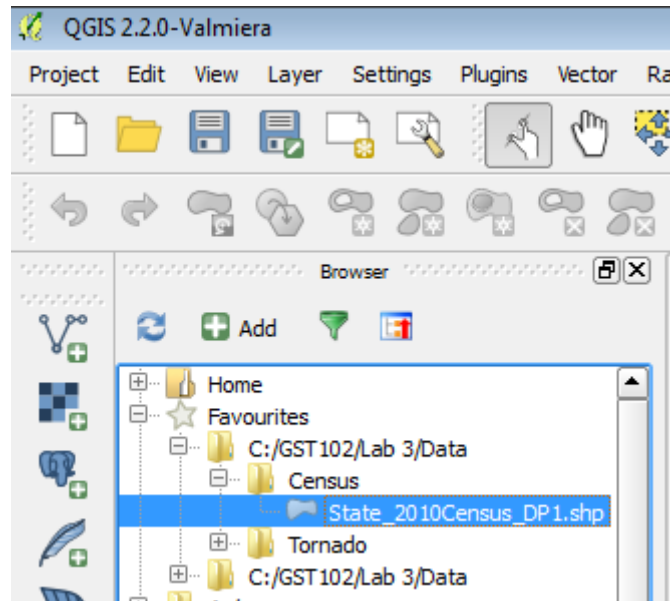 QGIS 2.2.0-Valmiera
Project Edit View Layer Settings Plugins Vector Ra
Browser
Add
Home
Favourites
C:/GST102/Lab 3/Data
Census
State_2010Census_DP1.shp
Tornado
C:/GST102/Lab 3/Data